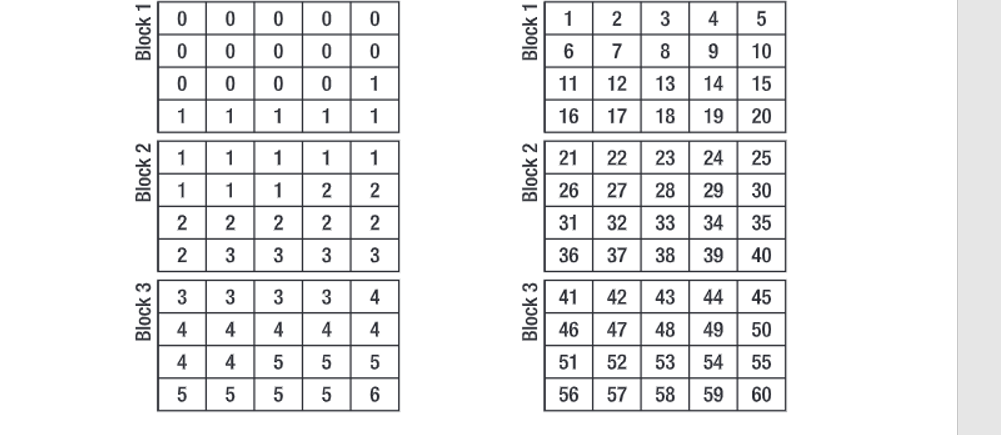 Block 1
0 0 0 0 0
0 0 0 0 0
0 0 0 0 1
1 1 1 1 1
Block 2
1 1 1 1 1
1 1 1 2 2
2 2 2 2 2
2 3 3 3 3
Block 3
3 3 3 3 4
4 4 4 4 4
4 4 5 5 5
5 5 5 5 6
Block 1
1 2 3 4 5
6 7 8 9 10
11 12 13 14 15
16 17 18 19 20
Block 2
21 22 23 24 25
26 27 28 29 30
31 32 33 34 35
36 37 38 39 40
Block 3
41 42 43 44 45
46 47 48 49 50
51 52 53 54 55
56 57 58 59 60